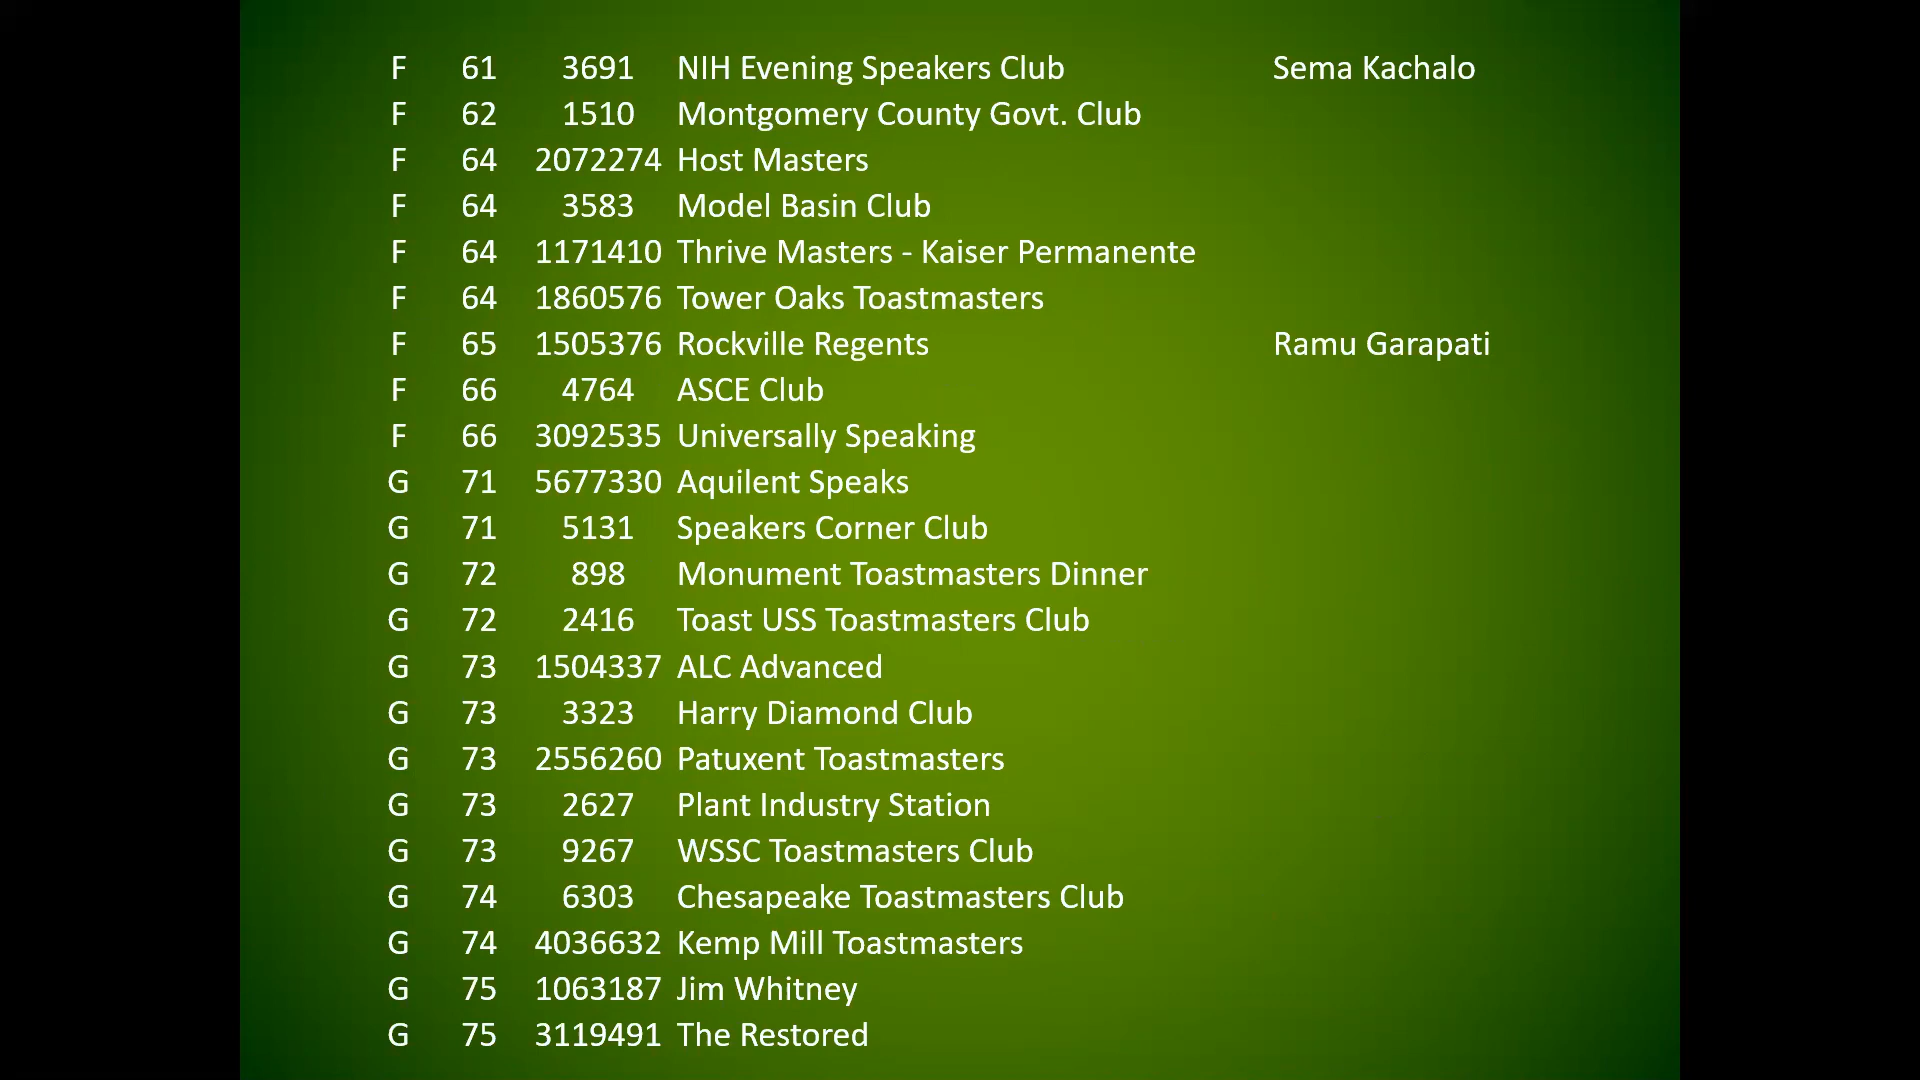 F 61 3691 NIH Evening Speakers Club Sema Kachalo
F 62 1510 Montgomery County Govt. Club
F 64 2072274 Host Masters
F 64 3583 Model Basin Club
F 64 1171410 Thrive Masters - Kaiser Permanente
F 64 1860576 Tower Oaks Toastmasters
F 65 1505376 Rockville Regents Ramu Garapati
F 66 4764 ASCE Club
F 66 3092535 Universally Speaking
G 71 5677330 Aquilent Speaks
G 71 5131 Speakers Corner Club
G 72 898 Monument Toastmasters Dinner
G 72 2416 Toast USS Toastmasters Club
G 73 1504337 ALC Advanced
G 73 3323 Harry Diamond Club
G 73 2556260 Patuxent Toastmasters
G 73 2627 Plant Industry Station
G 73 9267 WSSC Toastmasters Club
G 74 6303 Chesapeake Toastmasters Club
G 74 4036632 Kemp Mill Toastmasters
G 75 1063187 Jim Whitney
G 75 3119491 The Restored